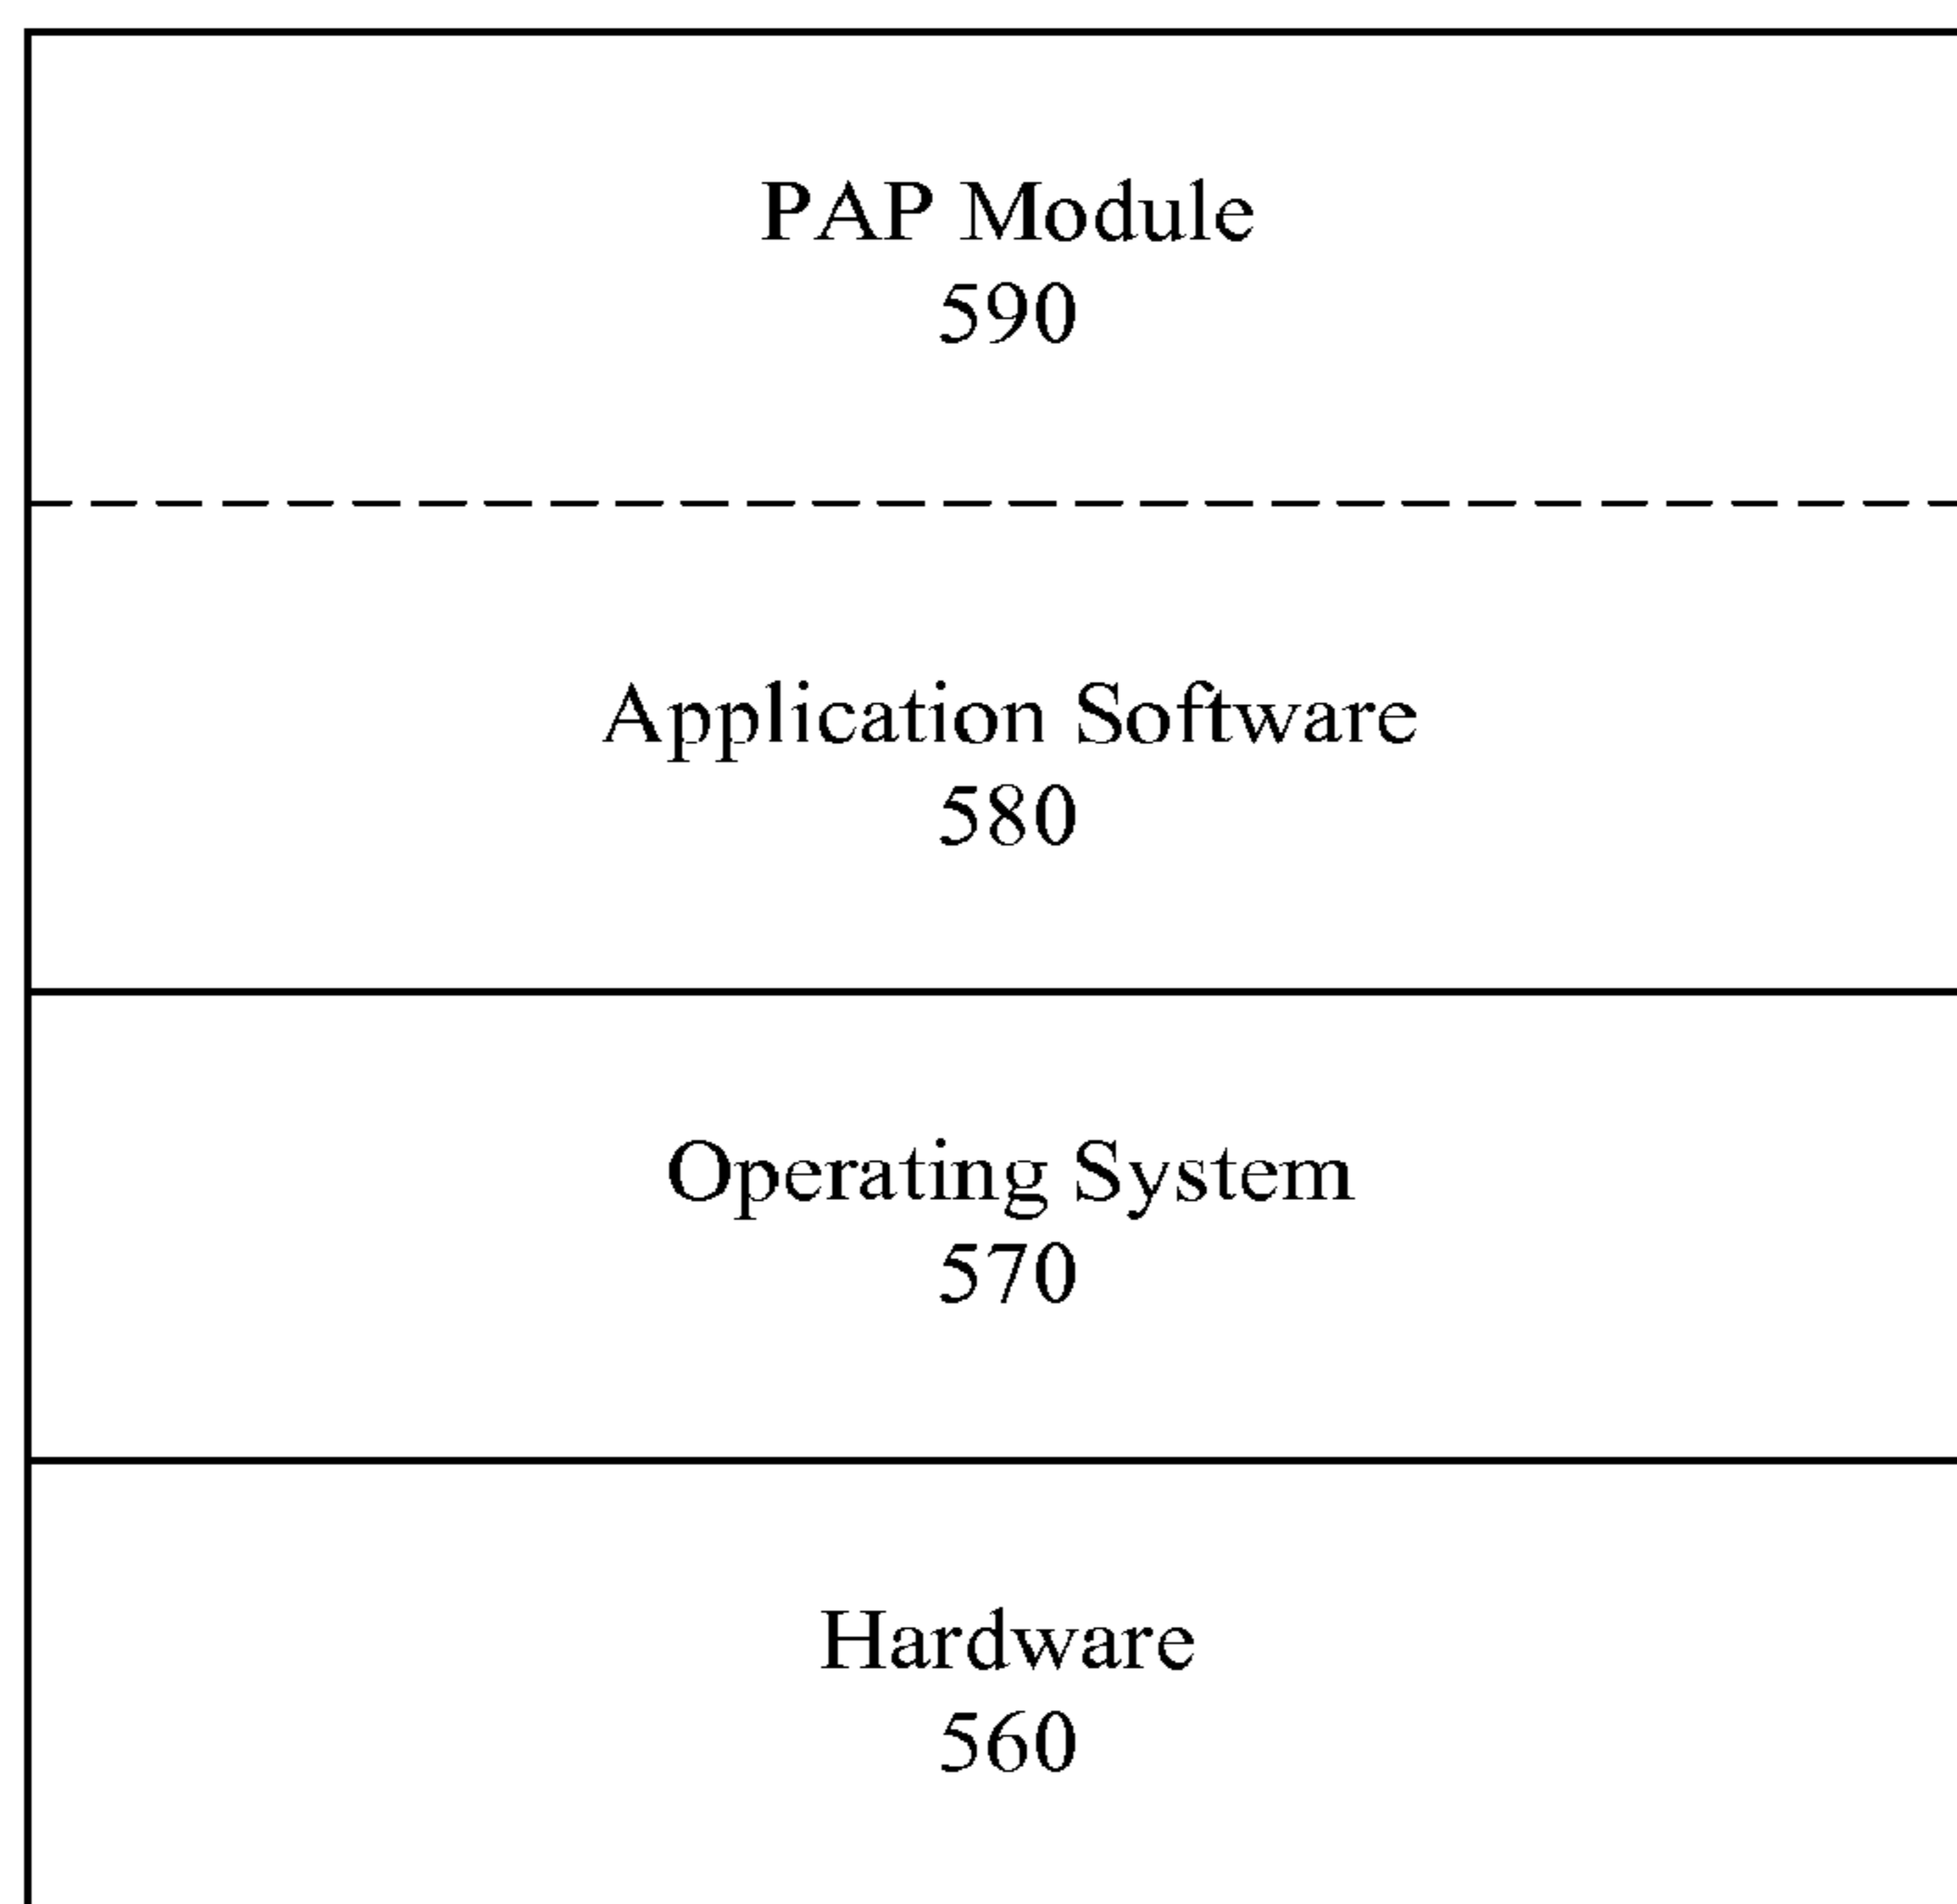 PAP Module
590
Application Software
580
Operating System
570
Hardware
560